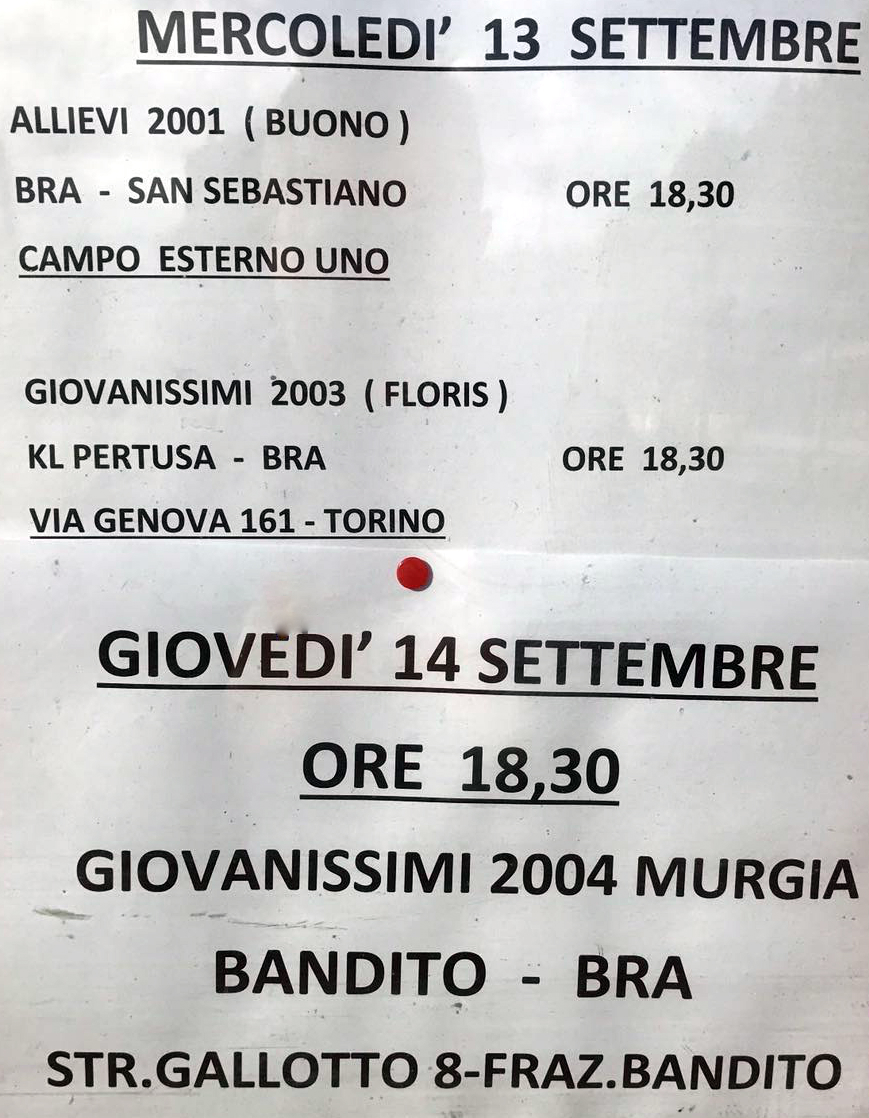 MERCOLEDI' 13 SETTEMBRE
ALLIEVI 2001 ( BUONO )
BRA - SAN SEBASTIANO ORE 18,30
CAMPO ESTERNO UNO
GIOVANISSIMI 2003 ( FLORIS )
KL PERTUSA - BRA ORE 18,30
VIA GENOVA 161 - TORINO
GIOVEDI' 14 SETTEMBRE
ORE 18,30
GIOVANISSIMI 2004 MURGIA
BANDITO - BRA
STR.GALLOTTO 8-FRAZ.BANDITO